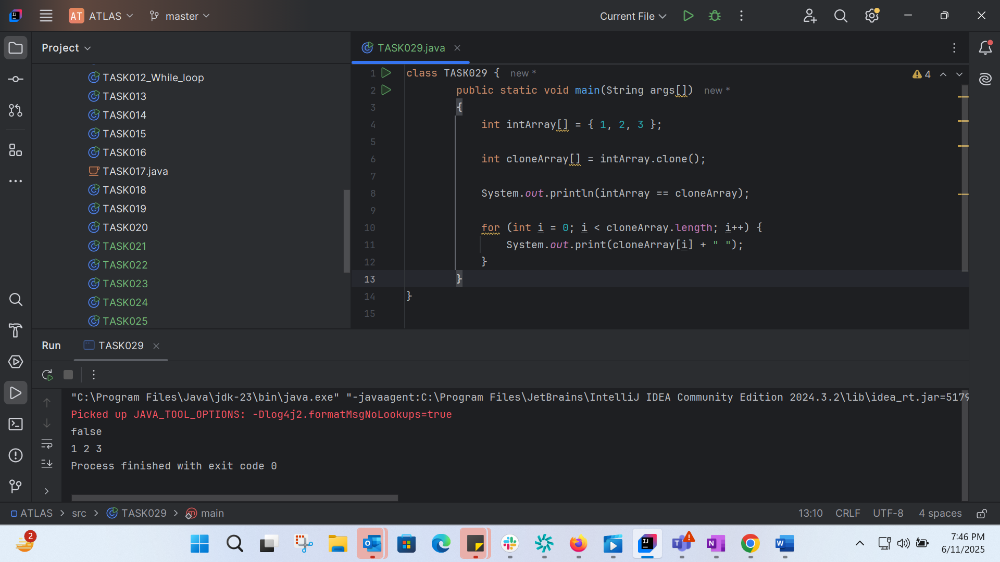 AT ATLAS master Current File
Project
TASK012_While_loop
TASK013
TASK014
TASK015
TASK016
TASK017.java
TASK018
TASK019
TASK020
TASK021
TASK022
TASK023
TASK024
TASK025
TASK029.java
4
1 class TASK029 { new *
2 public static void main(String args[]) new *
3 {
4 int intArray[] = { 1, 2, 3 };
5
6 int cloneArray[] = intArray.clone();
7
8 System.out.println(intArray == cloneArray);
9
10 for (int i = 0; i < cloneArray.length; i++) {
11 System.out.print(cloneArray[i] + " ");
12 }
13 }
14 }
15
Run TASK029
"C:\Program Files\Java\jdk-23\bin\java.exe" "-javaagent:C:\Program Files\JetBrains\IntelliJ IDEA Community Edition 2024.3.2\lib\idea_rt.jar=5179
Picked up JAVA_TOOL_OPTIONS: -Dlog4j2.formatMsgNoLookups=true
false
1 2 3
Process finished with exit code 0
ATLAS > src > TASK029 > main 13:10 CRLF UTF-8 4 spaces
2
7:46 PM
6/11/2025